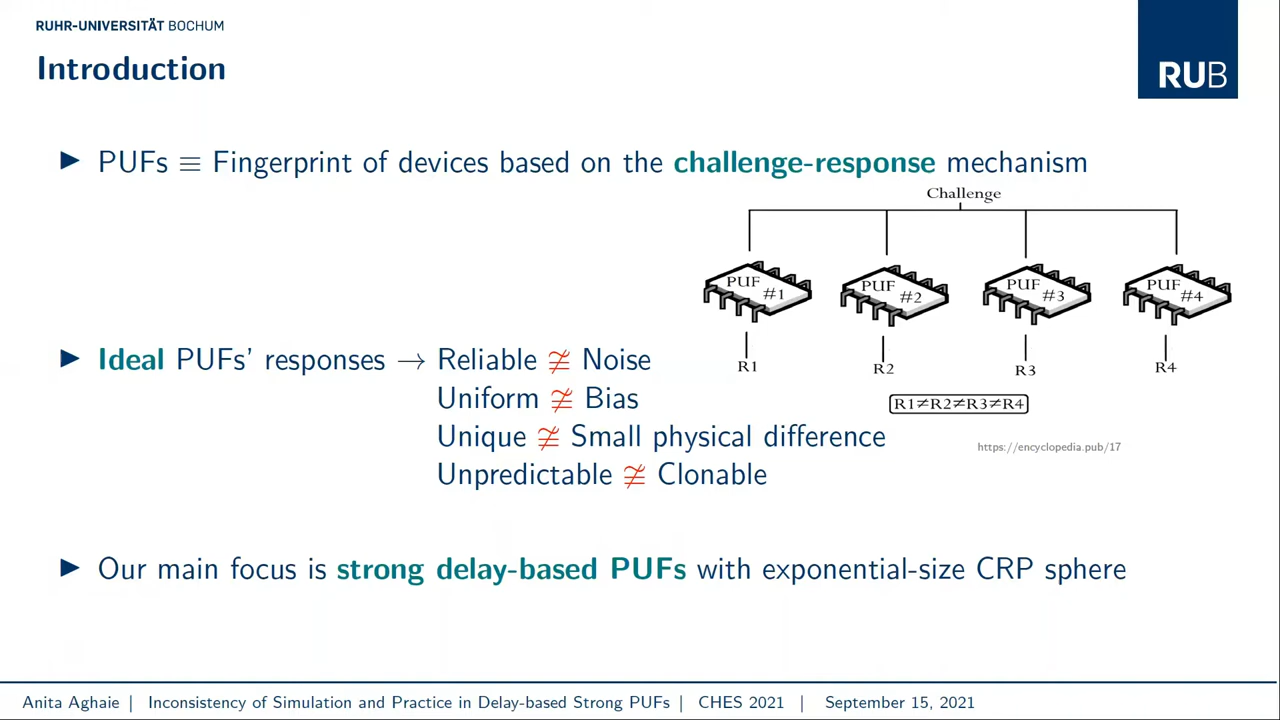 RUHR-UNIVERSITÄT BOCHUM
RUB
Introduction
▶ PUFs ≡ Fingerprint of devices based on the challenge-response mechanism
Challenge
PUF #1
PUF #2
PUF #3
PUF #4
R1
R2
R3
R4
R1≠R2≠R3≠R4
https://encyclopedia.pub/17
▶ Ideal PUFs' responses → Reliable ≇ Noise
Uniform ≇ Bias
Unique ≇ Small physical difference
Unpredictable ≇ Clonable
▶ Our main focus is strong delay-based PUFs with exponential-size CRP sphere
Anita Aghaie | Inconsistency of Simulation and Practice in Delay-based Strong PUFs | CHES 2021 | September 15, 2021